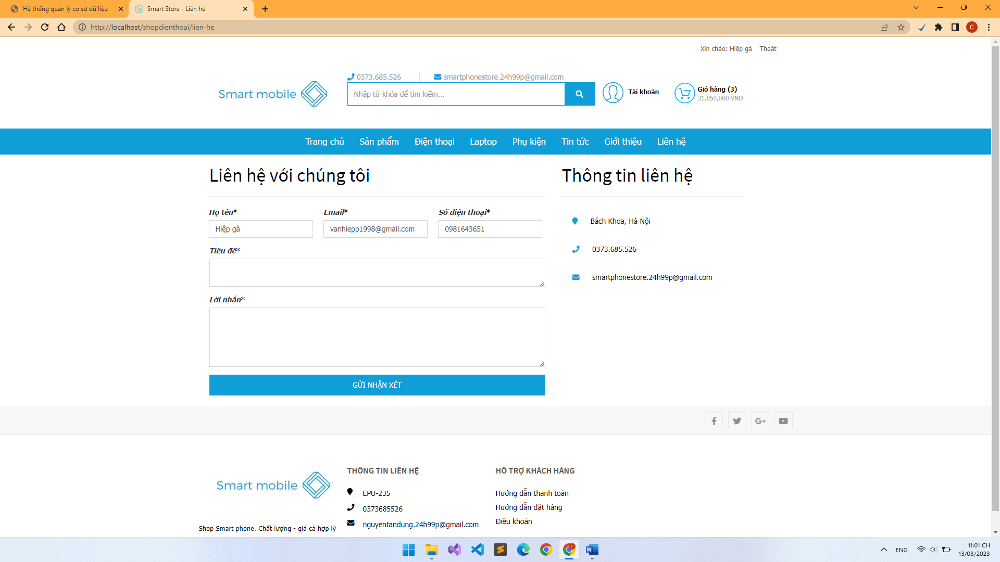 Hệ thống quản lý cơ sở dữ liệu
Smart Store - Liên hệ
http://localhost/shopdienthoai/lien-he
C
Xin chào: Hiệp gà Thoát
0373.685.526 smartphonestore.24h99p@gmail.com
Smart mobile
Nhập từ khóa để tìm kiếm...
Tài khoản
Giỏ hàng (3)
31,850,000 VNĐ
Trang chủ Sản phẩm Điện thoại Laptop Phụ kiện Tin tức Giới thiệu Liên hệ
Liên hệ với chúng tôi
Họ tên* Email* Số điện thoại*
Hiệp gà vanhiepp1998@gmail.com 0981643651
Tiêu đề*
Lời nhắn*
GỬI NHẬN XÉT
Thông tin liên hệ
Bách Khoa, Hà Nội
0373.685.526
smartphonestore.24h99p@gmail.com
G+
Smart mobile
Shop Smart phone. Chất lượng - giá cả hợp lý
THÔNG TIN LIÊN HỆ
EPU-235
0373685526
nguyentandung.24h99p@gmail.com
HỖ TRỢ KHÁCH HÀNG
Hướng dẫn thanh toán
Hướng dẫn đặt hàng
Điều khoản
ENG
11:01 CH
13/03/2023